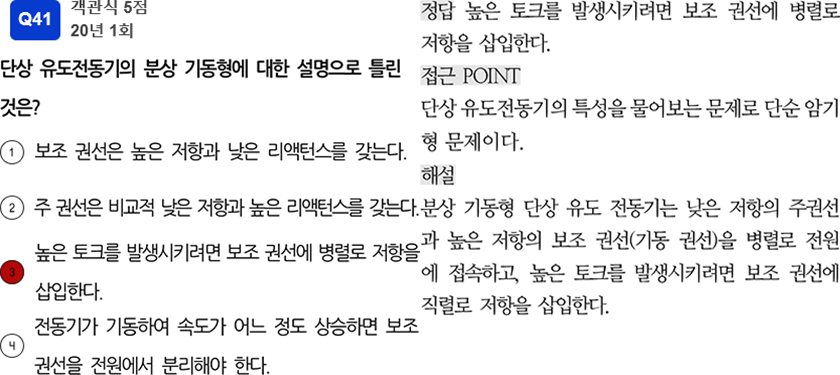 Q41
객관식 5점
20년 1회
단상 유도전동기의 분상 기동형에 대한 설명으로 틀린
것은?
1 보조 권선은 높은 저항과 낮은 리액턴스를 갖는다.
2 주 권선은 비교적 낮은 저항과 높은 리액턴스를 갖는다.
3 높은 토크를 발생시키려면 보조 권선에 병렬로 저항을
삽입한다.
4 전동기가 기동하여 속도가 어느 정도 상승하면 보조
권선을 전원에서 분리해야 한다.
정답 높은 토크를 발생시키려면 보조 권선에 병렬로
저항을 삽입한다.
접근 POINT
단상 유도전동기의 특성을 물어보는 문제로 단순 암기
형 문제이다.
해설
분상 기동형 단상 유도 전동기는 낮은 저항의 주권선
과 높은 저항의 보조 권선(기동 권선)을 병렬로 전원
에 접속하고, 높은 토크를 발생시키려면 보조 권선에
직렬로 저항을 삽입한다.